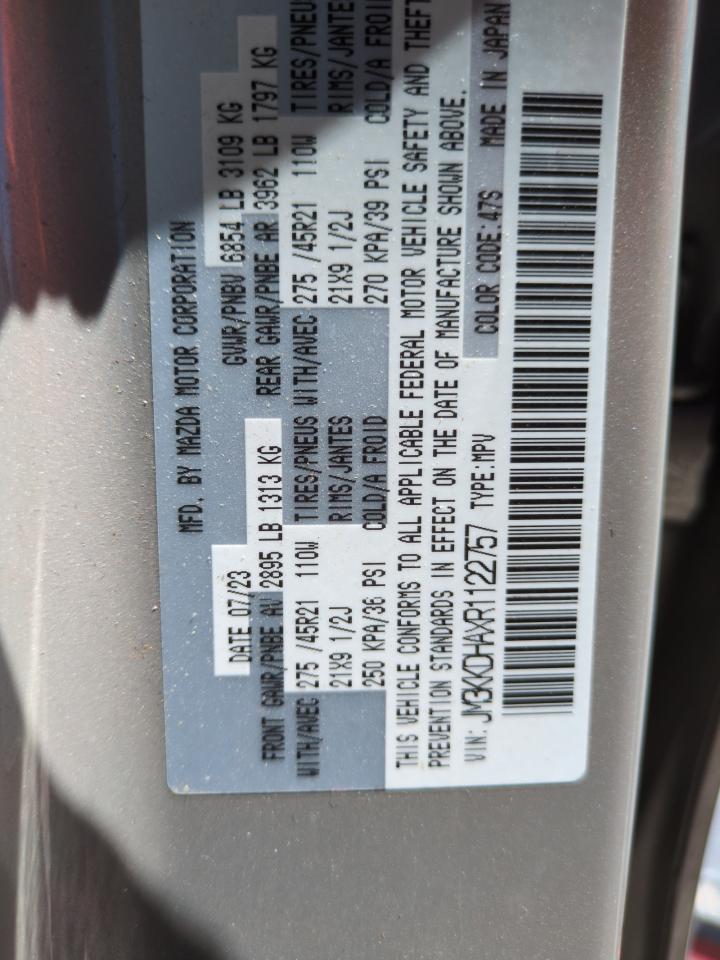 MFD. BY MAZDA MOTOR CORPORATION
DATE 07/23 GVWR/PNBV 6854 LB 3109 KG
FRONT GAWR/PNBE AV 2895 LB 1313 KG REAR GAWR/PNBE AR 3962 LB 1797 KG
WITH/AVEC 275 /45R21 110W TIRES/PNEUS WITH/AVEC 275 /45R21 110W TIRES/PNEU
21X9 1/2J RIMS/JANTES 21X9 1/2J RIMS/JANTES
250 KPA/36 PSI COLD/A FROID 270 KPA/39 PSI COLD/A FROID
THIS VEHICLE CONFORMS TO ALL APPLICABLE FEDERAL MOTOR VEHICLE SAFETY AND THEFT
PREVENTION STANDARDS IN EFFECT ON THE DATE OF MANUFACTURE SHOWN ABOVE.
VIN: JM3KKDHAXR1122757 TYPE:MPV COLOR CODE:47S MADE IN JAPAN